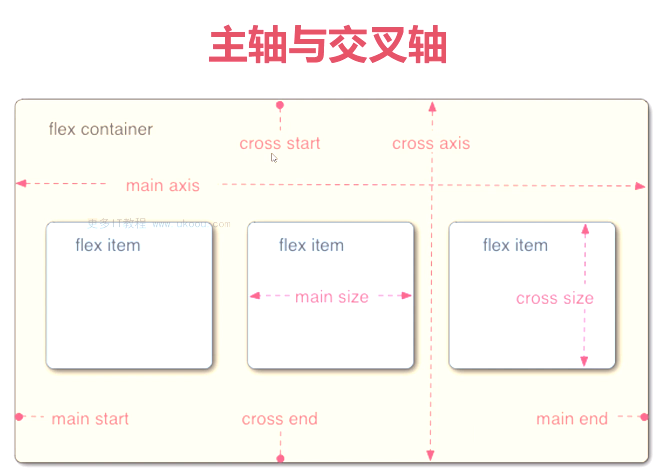 主轴与交叉轴
flex container
cross start
cross axis
main axis
更多IT教程 www.ukoou.com
flex item
flex item
flex item
main size
cross size
main start
cross end
main end